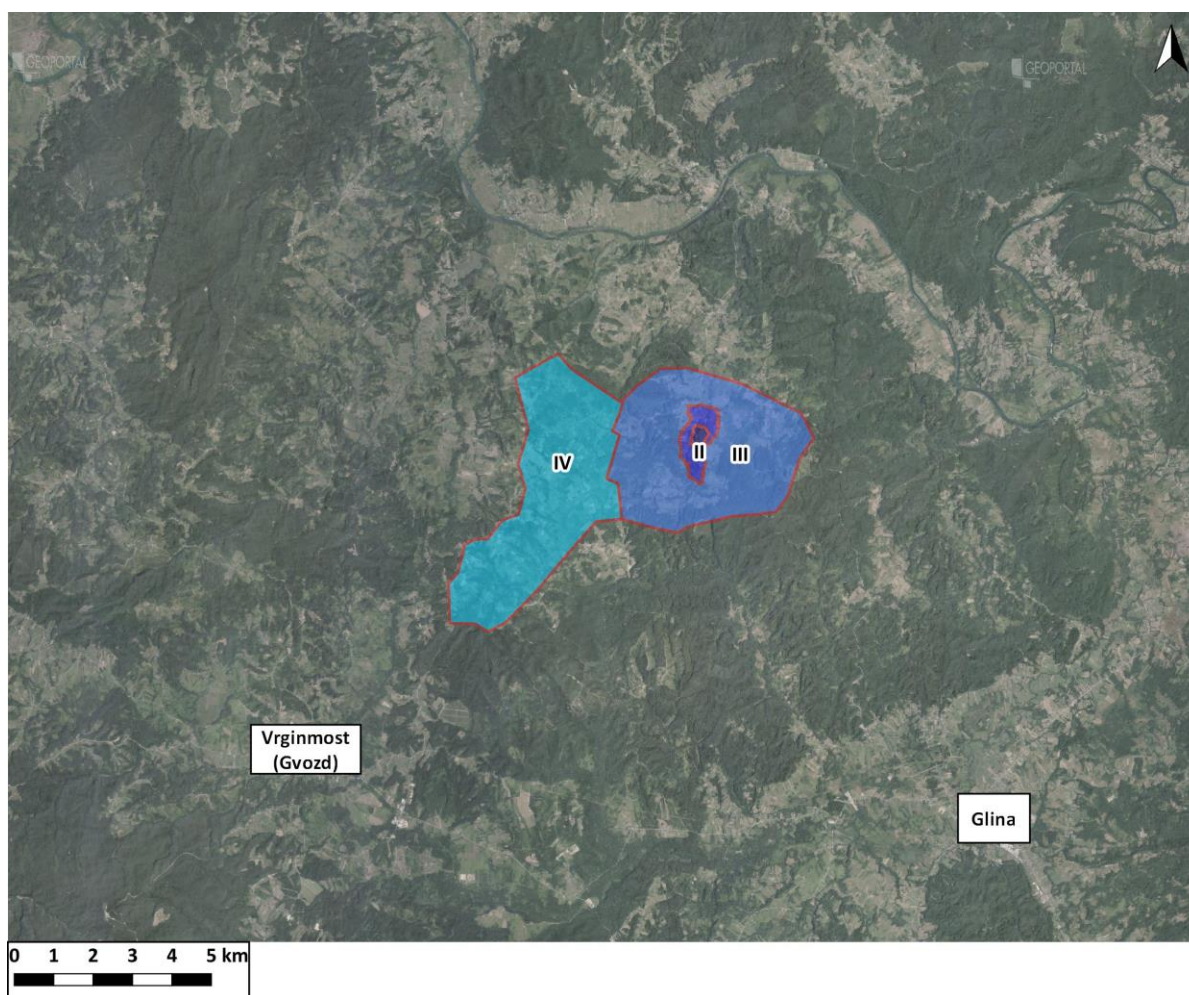 GEOPORTAL
GEOPORTAL
IV
II
III
Vrginmost
(Gvozd)
Glina
0 1 2 3 4 5 km